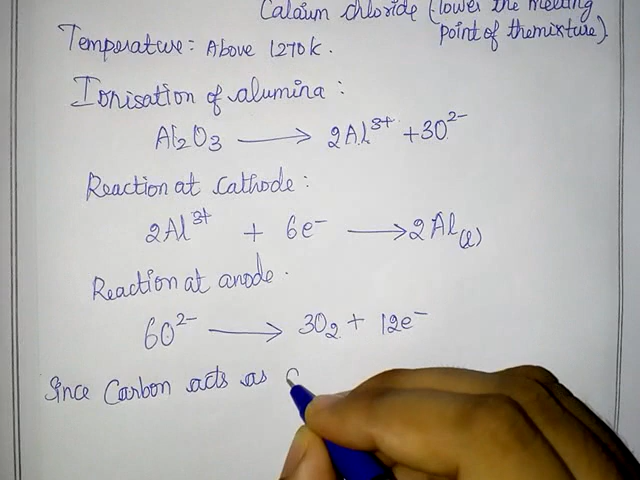 Calcium chloride (lower the melting
Temperature: Above 1270k. point of the mixture).
Ionisation of alumina:
Al₂O₃ ⟶ 2Al³⁺ + 3O²⁻
Reaction at cathode:
2Al³⁺ + 6e⁻ ⟶ 2Al(l)
Reaction at anode.
6O²⁻ ⟶ 3O₂ + 12e⁻
Since Carbon acts as